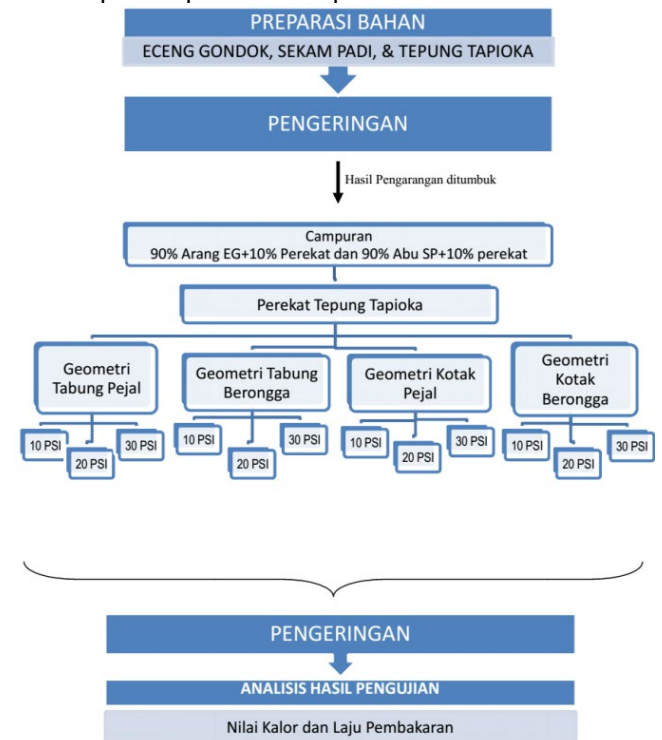 PREPARASI BAHAN
ECENG GONDOK, SEKAM PADI, & TEPUNG TAPIOKA
PENGERINGAN
Hasil Pengarangan ditumbuk
Campuran
90% Arang EG+10% Perekat dan 90% Abu SP+10% perekat
Perekat Tepung Tapioka
Geometri
Tabung Pejal
10 PSI
20 PSI
30 PSI
Geometri Tabung
Berongga
10 PSI
20 PSI
30 PSI
Geometri Kotak
Pejal
10 PSI
20 PSI
30 PSI
Geometri
Kotak
Berongga
10 PSI
20 PSI
30 PSI
PENGERINGAN
ANALISIS HASIL PENGUJIAN
Nilai Kalor dan Laju Pembakaran